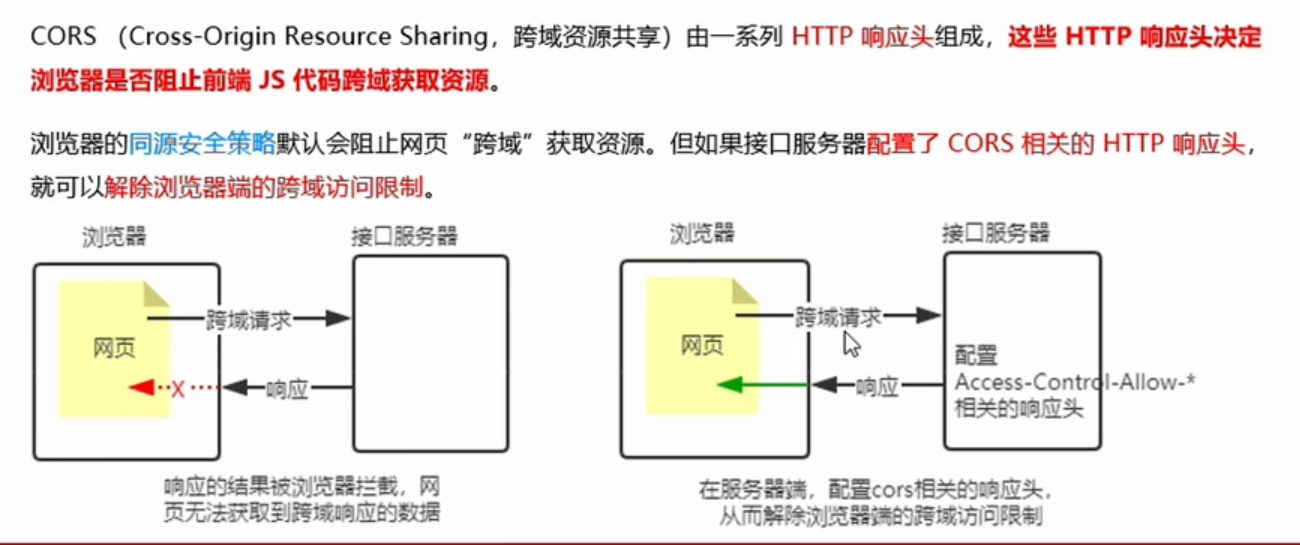 CORS （Cross-Origin Resource Sharing，跨域资源共享）由一系列 HTTP 响应头组成，这些 HTTP 响应头决定
浏览器是否阻止前端 JS 代码跨域获取资源。
浏览器的同源安全策略默认会阻止网页“跨域”获取资源。但如果接口服务器配置了 CORS 相关的 HTTP 响应头，
就可以解除浏览器端的跨域访问限制。
浏览器
接口服务器
网页
跨域请求
X
响应
响应的结果被浏览器拦截，网
页无法获取到跨域响应的数据
浏览器
接口服务器
网页
跨域请求
响应
配置
Access-Control-Allow-*
相关的响应头
在服务器端，配置cors相关的响应头，
从而解除浏览器端的跨域访问限制